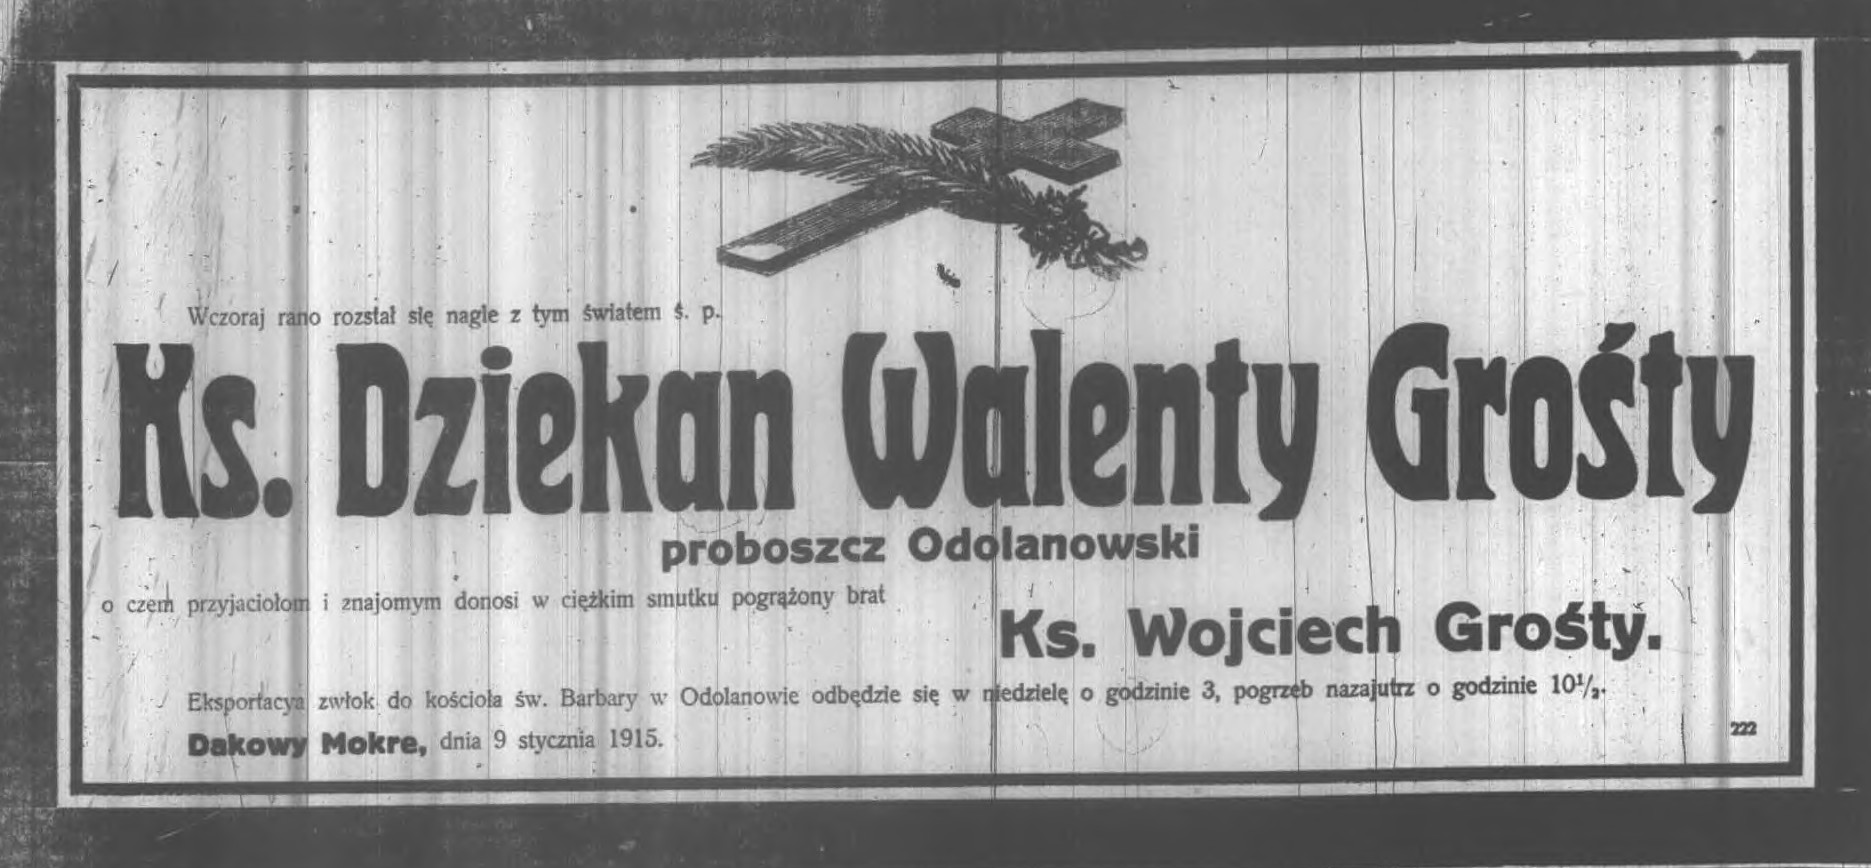 Wczoraj rano rozstał się nagle z tym światem ś. p.
Ks. Dziekan Walenty Grośty
proboszcz Odolanowski
o czem przyjaciołom i znajomym donosi w ciężkim smutku pogrążony brat
Ks. Wojciech Grośty.
Eksportacya zwłok do kościoła św. Barbary w Odolanowie odbędzie się w niedzielę o godzinie 3, pogrzeb nazajutrz o godzinie 10½.
Dakowy Mokre, dnia 9 stycznia 1915.
222